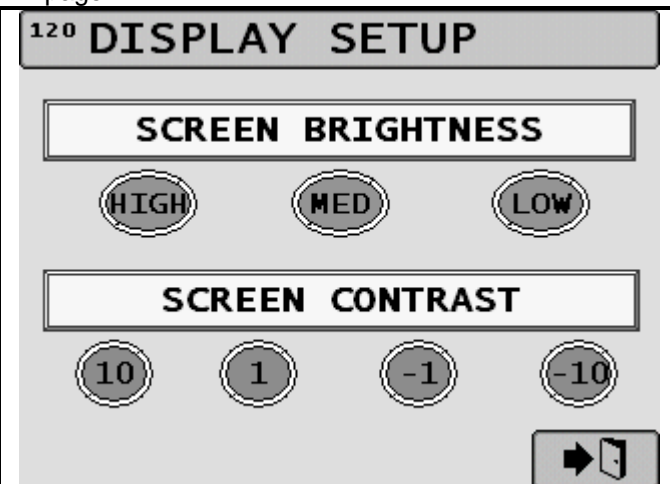 120 DISPLAY SETUP
SCREEN BRIGHTNESS
HIGH MED LOW
SCREEN CONTRAST
10 1 -1 -10